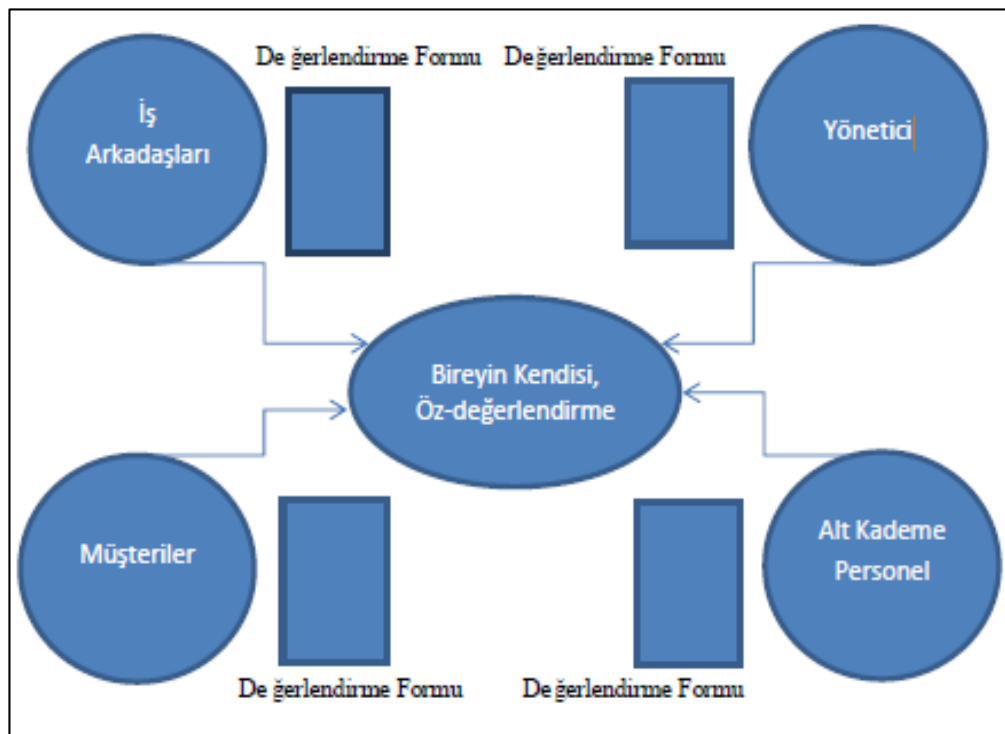 De ğerlendirme Formu
Değerlendirme Formu
İş
Arkadaşları
Yönetici
Bireyin Kendisi,
Öz-değerlendirme
Müşteriler
Alt Kademe
Personel
De ğerlendirme Formu
De ğerlendirme Formu